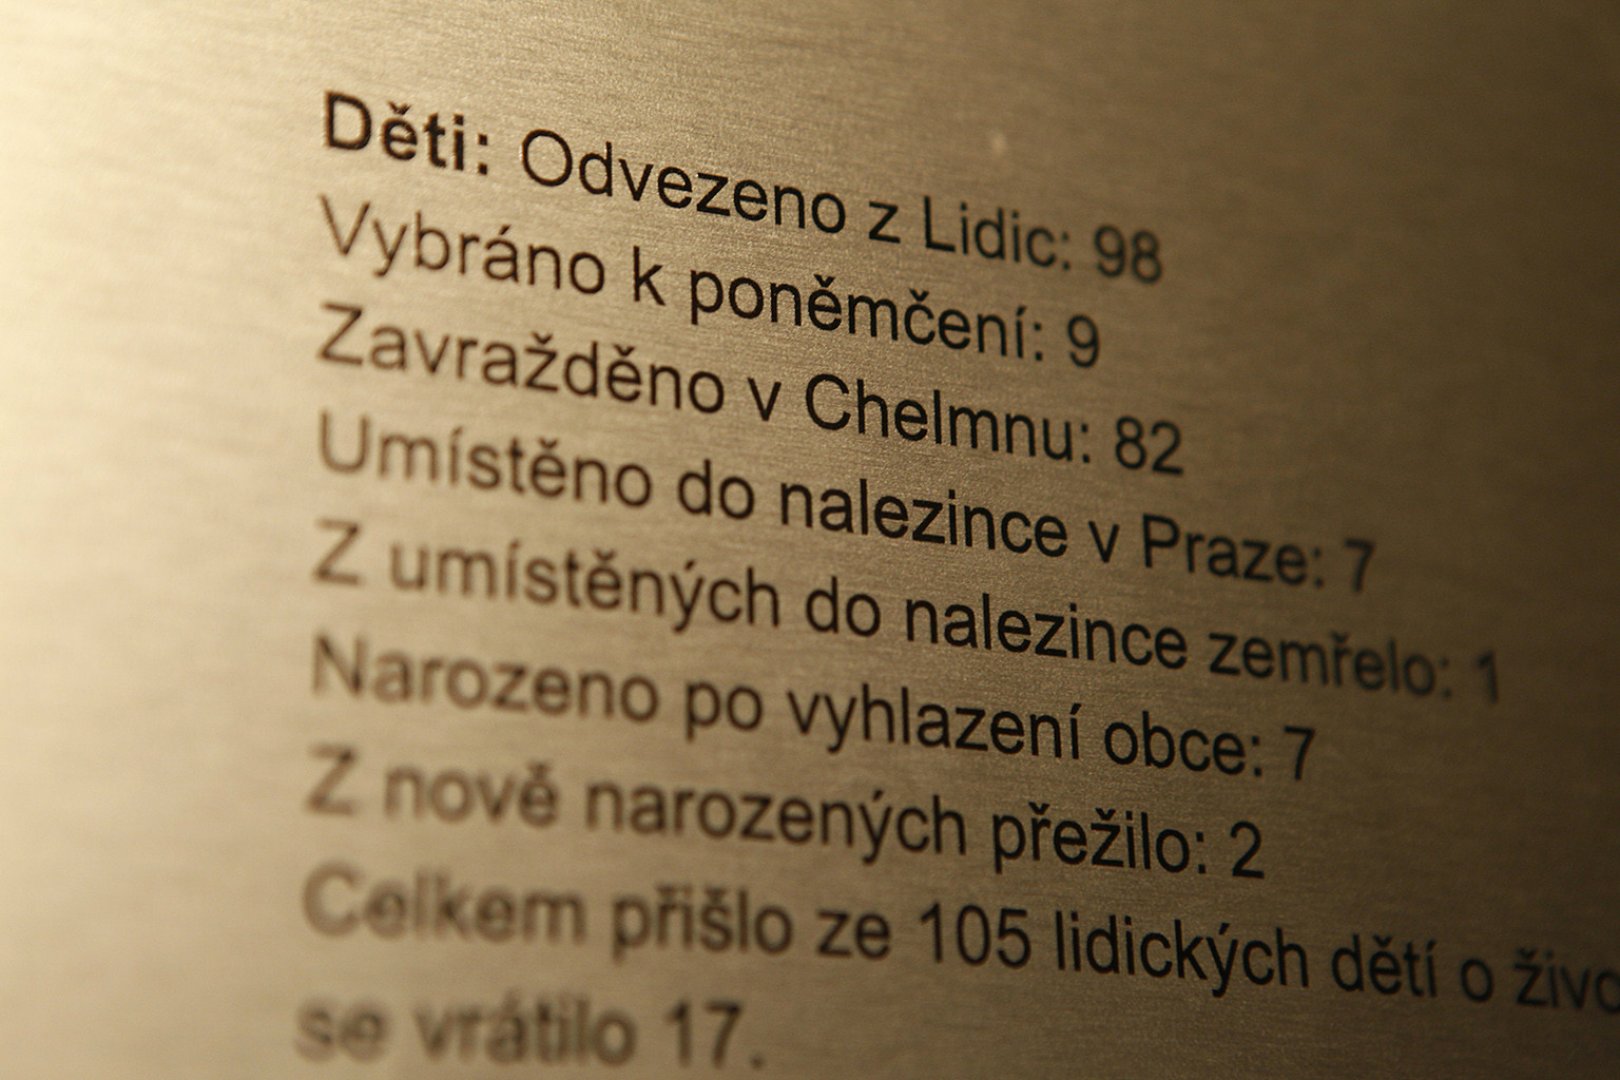 Děti: Odvezeno z Lidic: 98
Vybráno k poněmčení: 9
Zavražděno v Chelmnu: 82
Umístěno do nalezince v Praze: 7
Z umístěných do nalezince zemřelo: 1
Narozeno po vyhlazení obce: 7
Z nově narozených přežilo: 2
Celkem přišlo ze 105 lidických dětí o
se vrátilo 17.